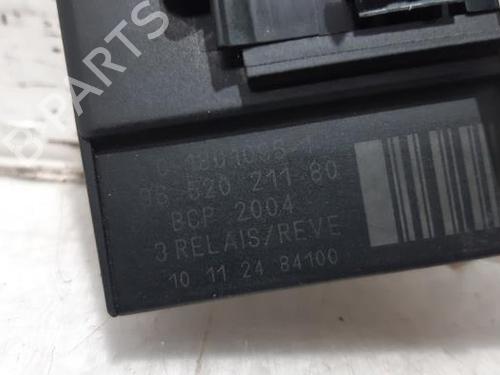 96 520 211 80
BCP 2004
3 RELAIS/REVE
10 11 24 84100